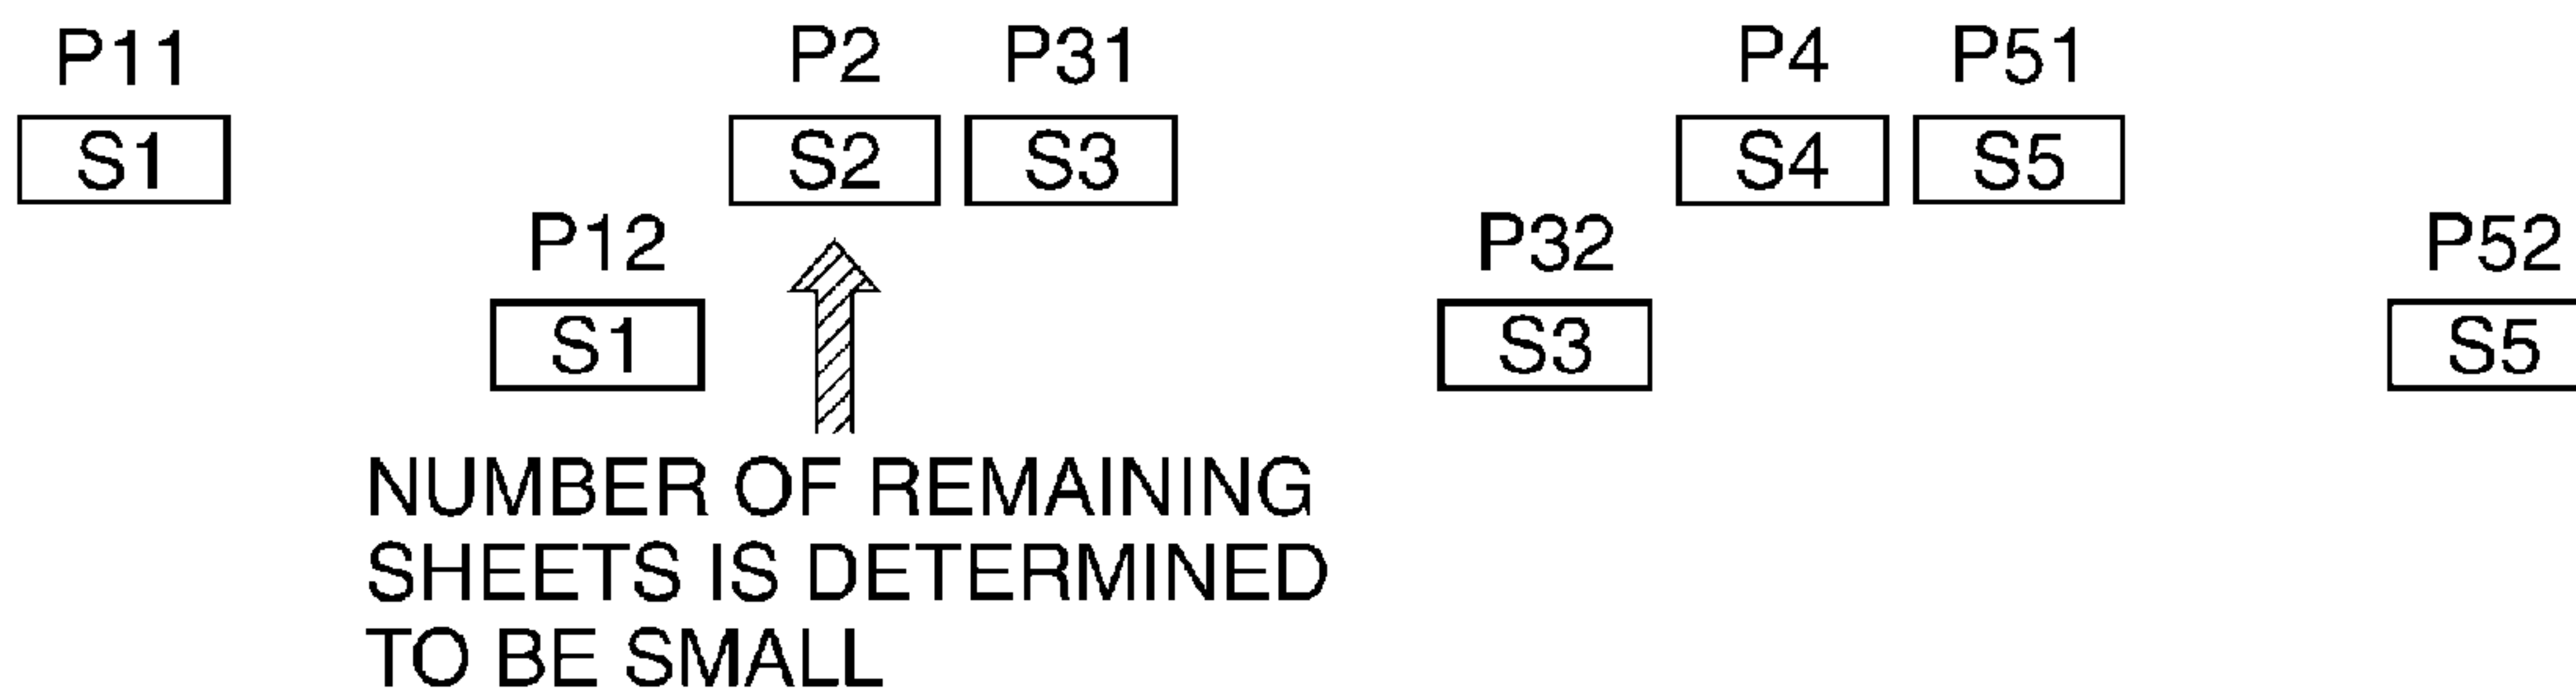 P11 P2 P31 P4 P51
S1 S2 S3 S4 S5
P12 P32 P52
S1 S3 S5
NUMBER OF REMAINING
SHEETS IS DETERMINED
TO BE SMALL